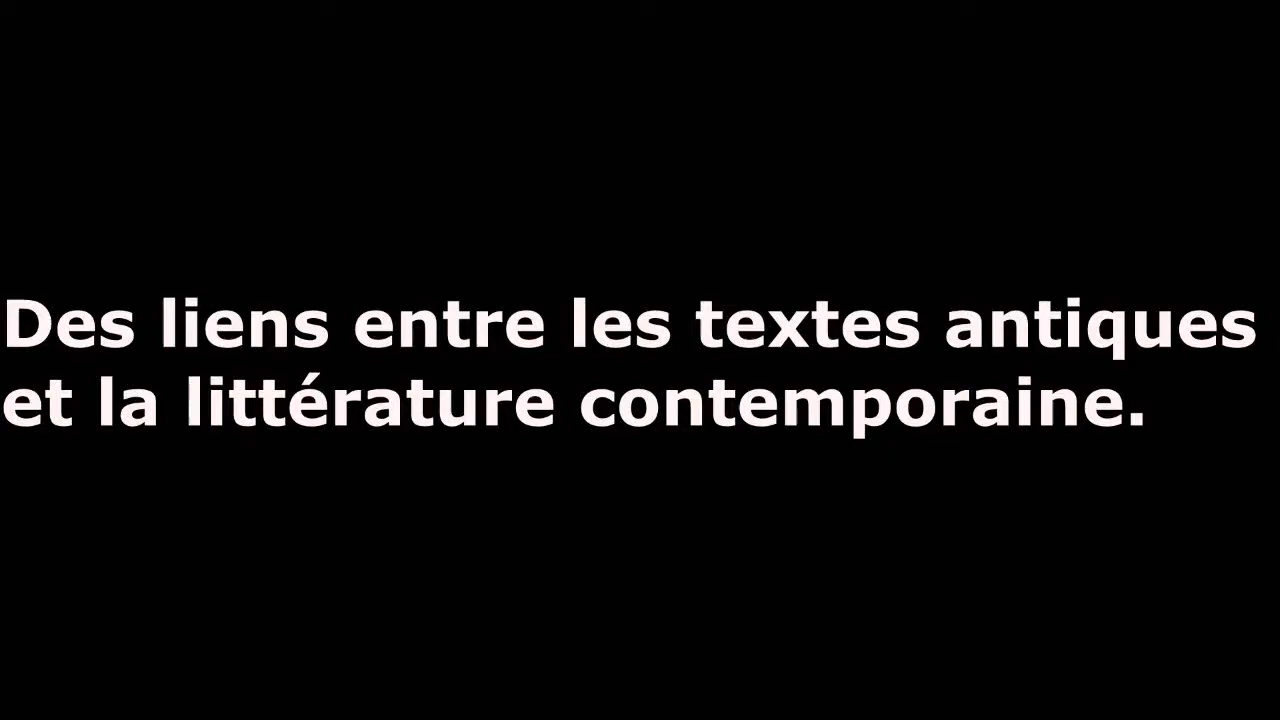 Des liens entre les textes antiques
et la littérature contemporaine.